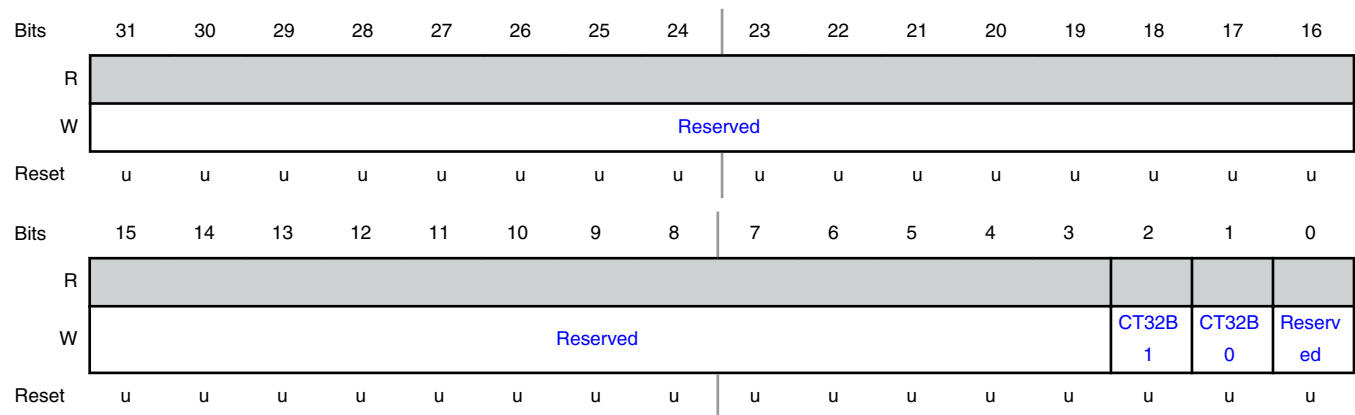 Bits 31 30 29 28 27 26 25 24 23 22 21 20 19 18 17 16
R
W Reserved
Reset u u u u u u u u u u u u u u u u
Bits 15 14 13 12 11 10 9 8 7 6 5 4 3 2 1 0
R
W Reserved CT32B CT32B Reserv
1 0 ed
Reset u u u u u u u u u u u u u u u u